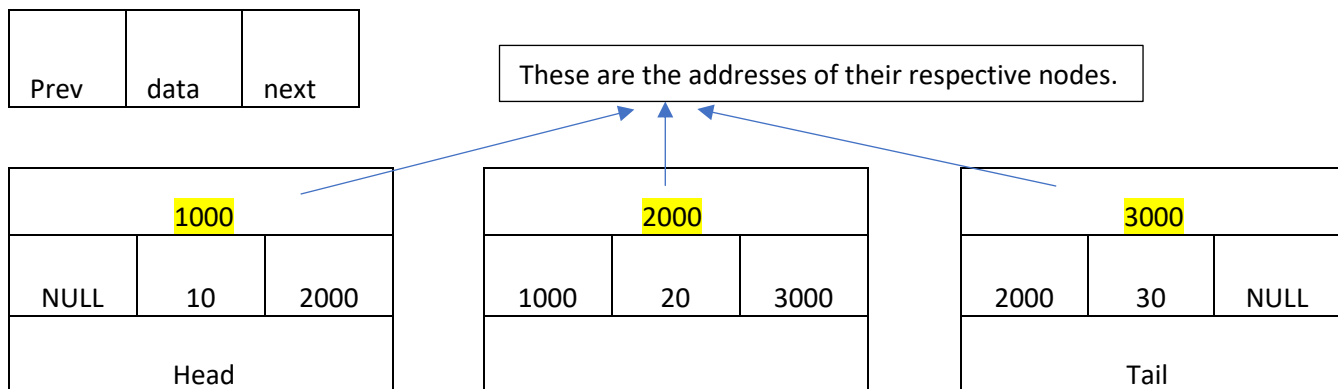 Prev data next
These are the addresses of their respective nodes.
1000 2000 3000
NULL 10 2000 1000 20 3000 2000 30 NULL
Head Tail